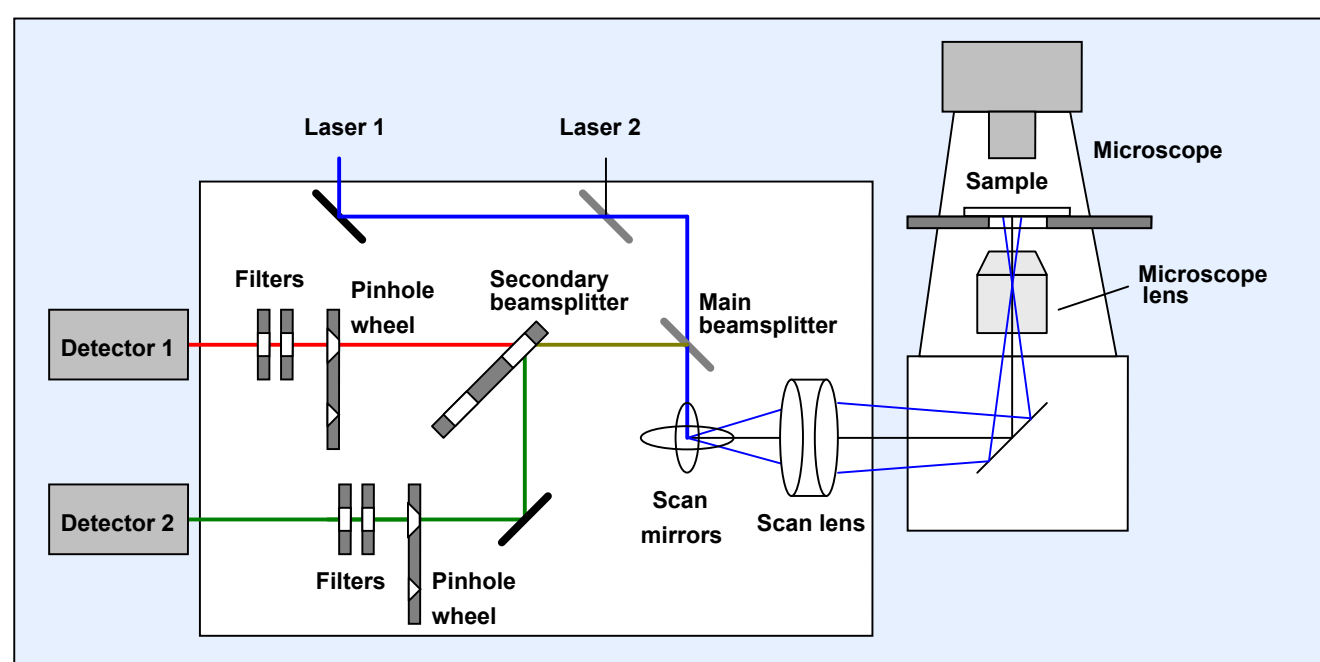 Laser 1
Laser 2
Microscope
Sample
Filters
Pinhole
wheel
Secondary
beamsplitter
Main
beamsplitter
Microscope
lens
Detector 1
Detector 2
Scan
mirrors
Scan lens
Filters
Pinhole
wheel